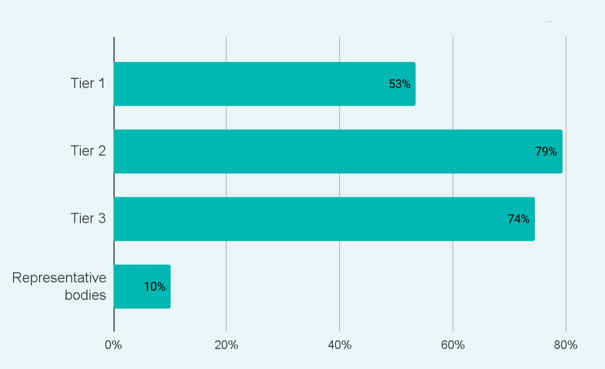 Tier 1
53%
Tier 2
79%
Tier 3
74%
Representative
bodies
10%
0%
20%
40%
60%
80%